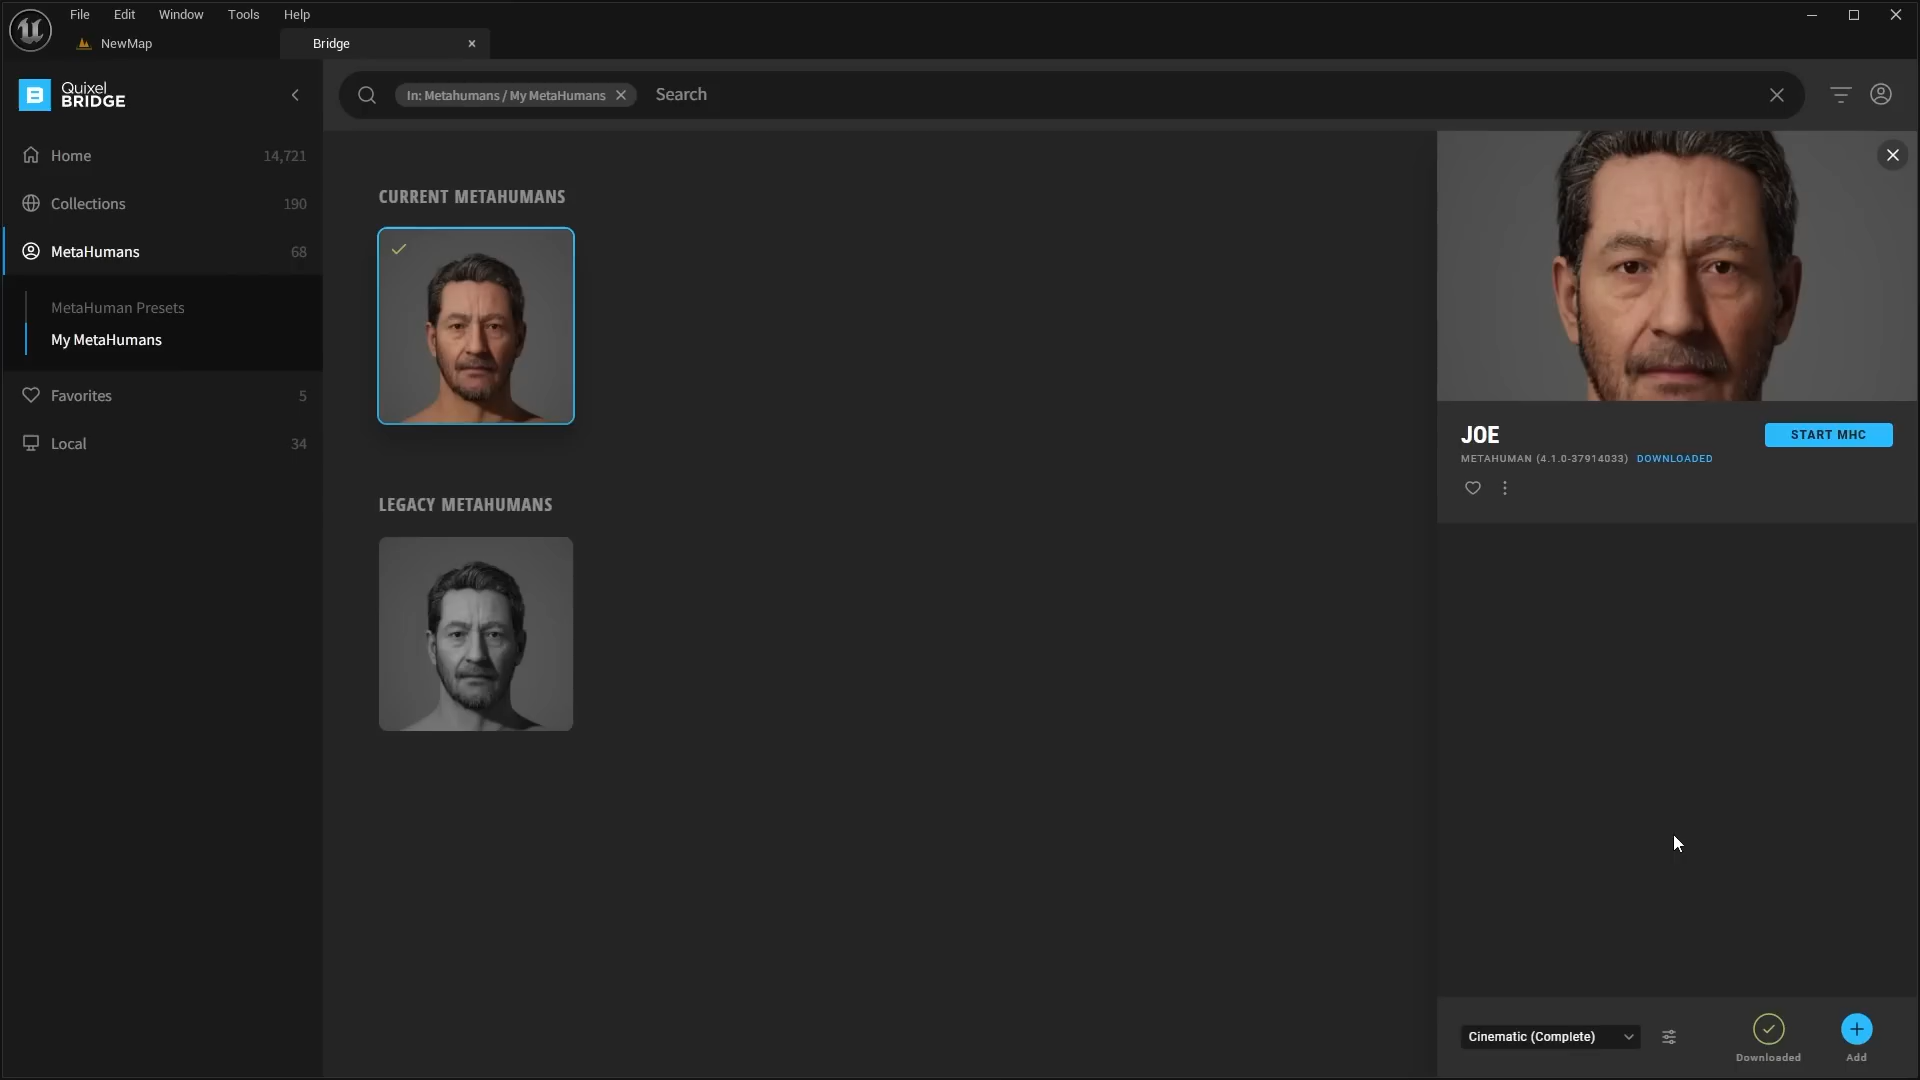 File Edit Window Tools Help
NewMap
Bridge
Quixel
BRIDGE
In: Metahumans / My MetaHumans
Search
Home 14,721
Collections 190
MetaHumans 68
MetaHuman Presets
My MetaHumans
Favorites 5
Local 34
CURRENT METAHUMANS
LEGACY METAHUMANS
JOE
START MHC
METAHUMAN (4.1.0-37914033) DOWNLOADED
Cinematic (Complete)
Downloaded
Add